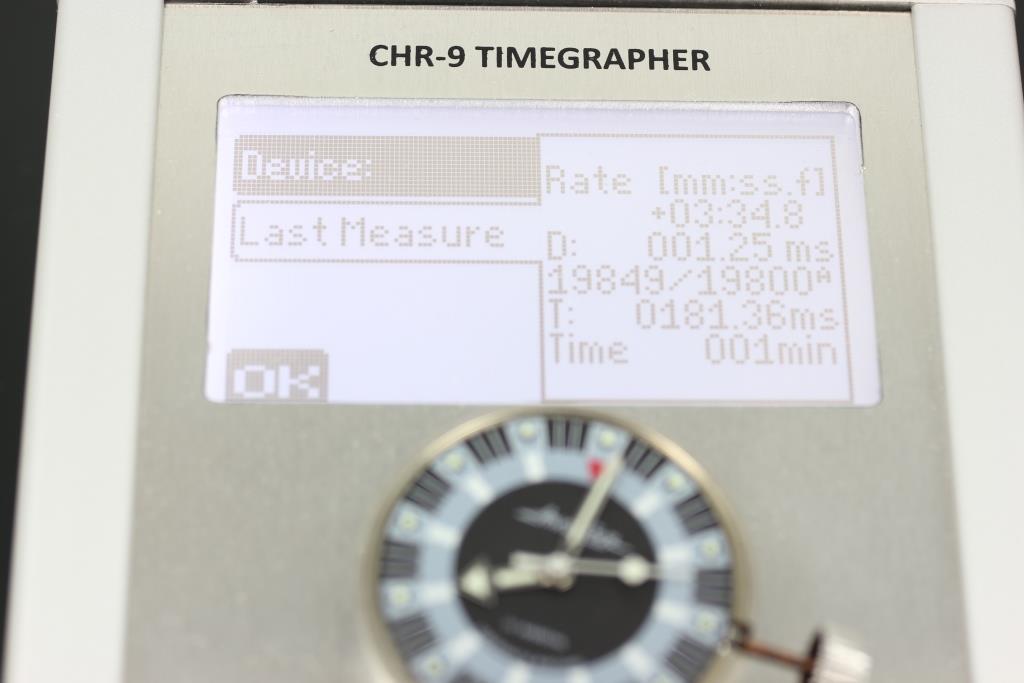 CHR-9 TIMEGRAPHER
Device:
Last Measure
OK
Rate [mm:ss.f]
+03:34.8
D: 001.25 ms
19849/19800ᴬ
T: 0181.36ms
Time 001min